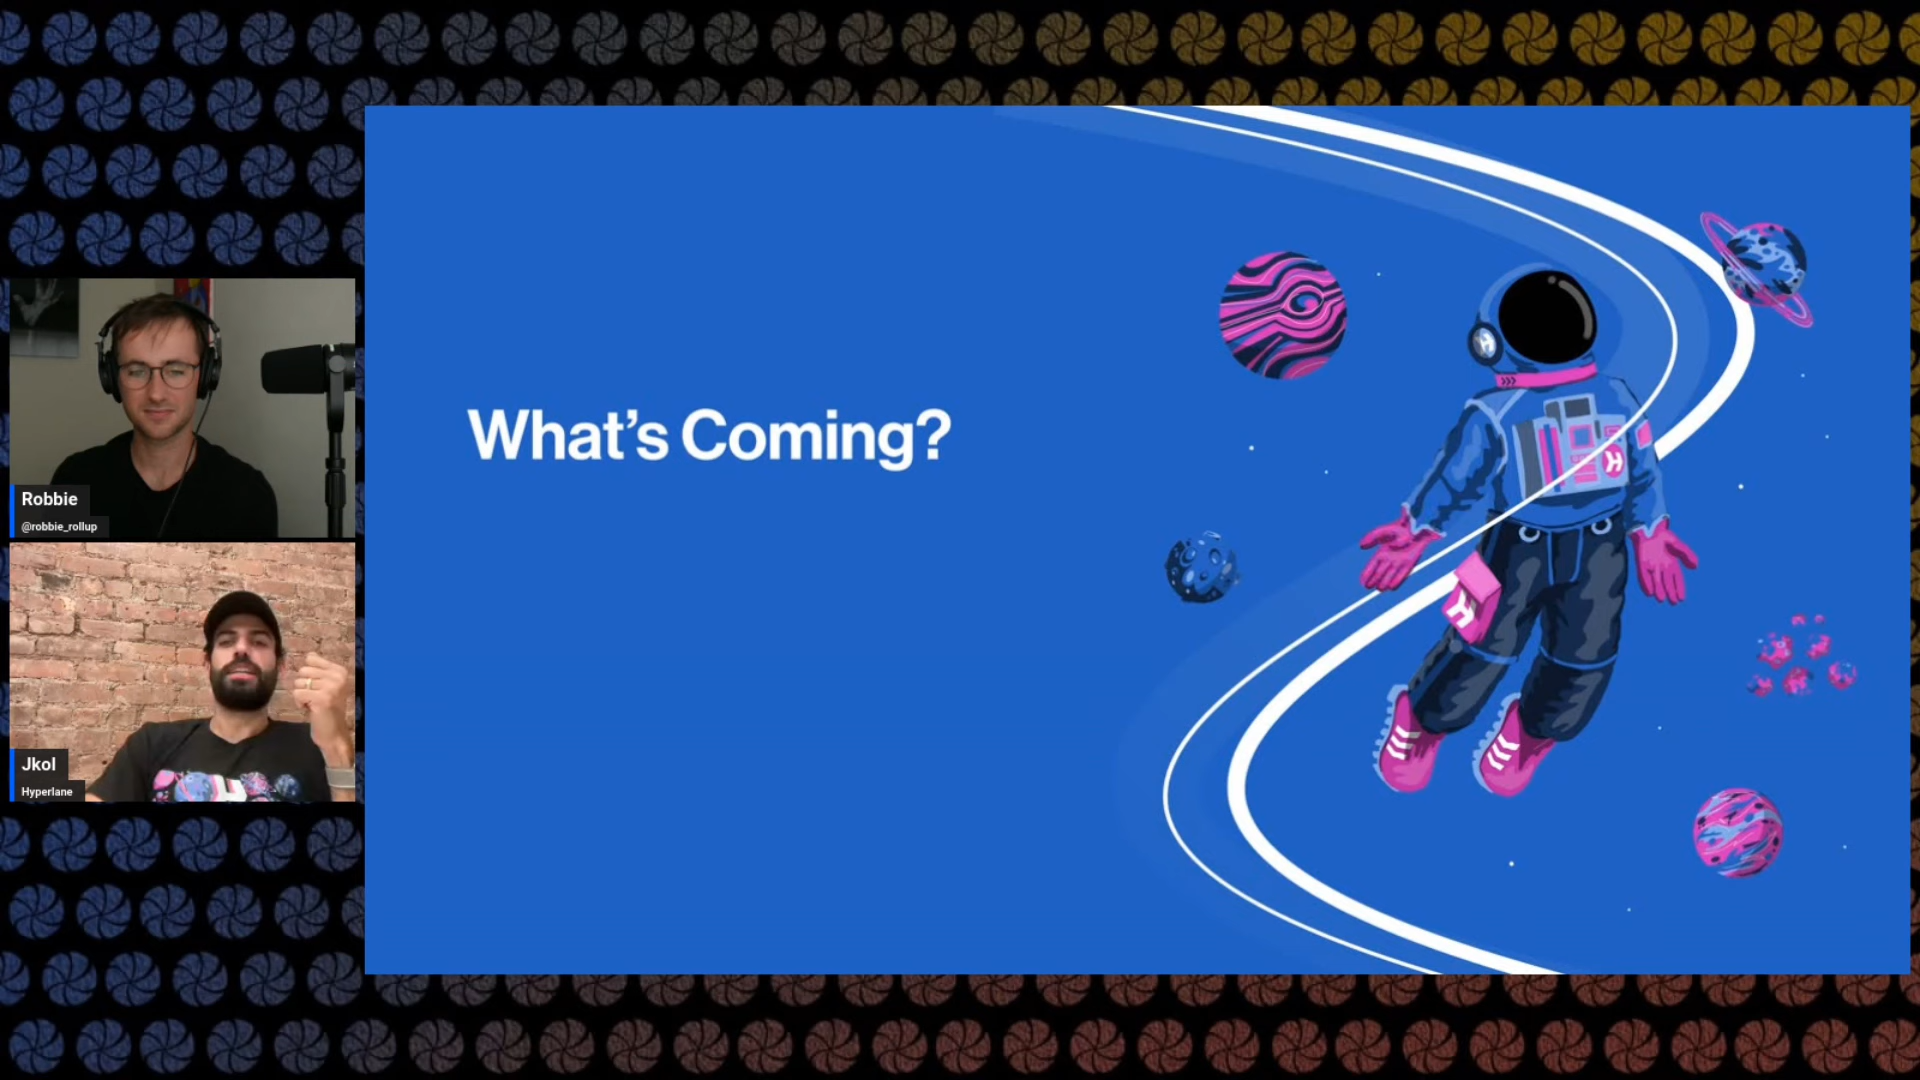 What's Coming?
Robbie
@robbie_rollup
Jkol
Hyperlane